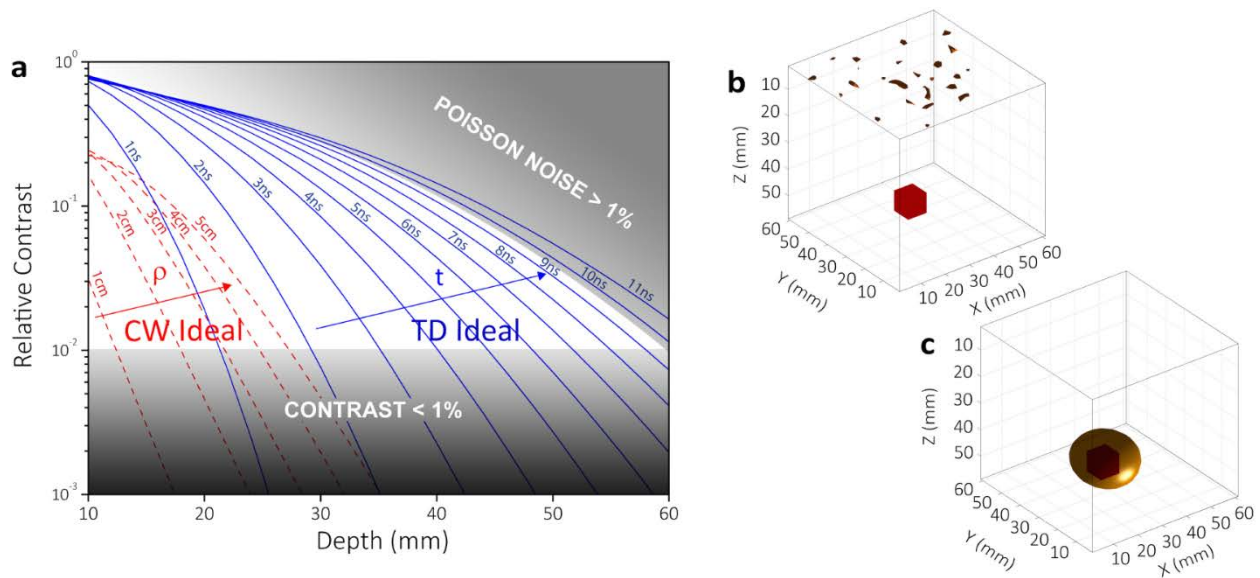 a
10⁰
10⁻¹
10⁻²
10⁻³
Relative Contrast
10 20 30 40 50 60
Depth (mm)
POISSON NOISE > 1%
CONTRAST < 1%
CW Ideal
TD Ideal
ρ
t
1cm
2cm
3cm
4cm
5cm
1ns
2ns
3ns
4ns
5ns
6ns
7ns
8ns
9ns
10ns
11ns
b
10
20
30
40
50
Z (mm)
60
50
40
30
20
10
Y (mm)
10
20
30
40
50
60
X (mm)
c
10
20
30
40
50
Z (mm)
60
50
40
30
20
10
Y (mm)
10
20
30
40
50
60
X (mm)